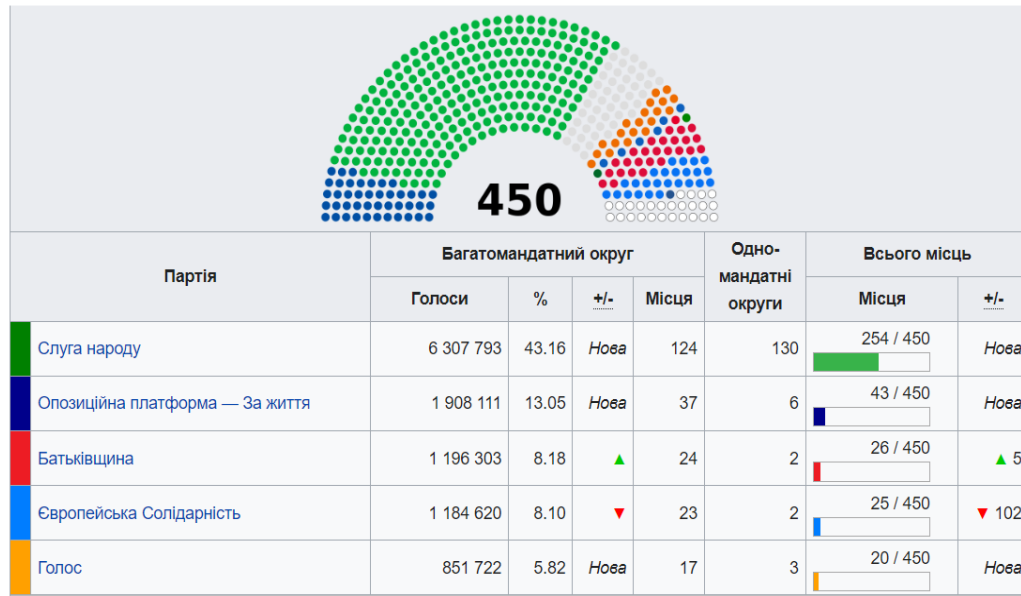 450
Партія
Багатомандатний округ
Одно-
мандатні
округи
Всього місць
Голоси % +/- Місця Місця +/-
Слуга народу 6 307 793 43.16 Нова 124 130 254 / 450 Нова
Опозиційна платформа — За життя 1 908 111 13.05 Нова 37 6 43 / 450 Нова
Батьківщина 1 196 303 8.18 ▲ 24 2 26 / 450 ▲ 5
Європейська Солідарність 1 184 620 8.10 ▼ 23 2 25 / 450 ▼ 102
Голос 851 722 5.82 Нова 17 3 20 / 450 Нова